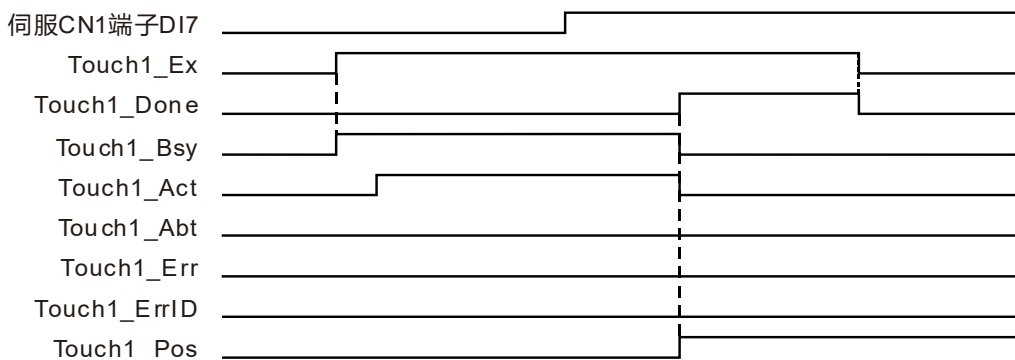 伺服CN1端子DI7
Touch1_Ex
Touch1_Done
Touch1_Bsy
Touch1_Act
Touch1_Abt
Touch1_Err
Touch1_ErrID
Touch1_Pos